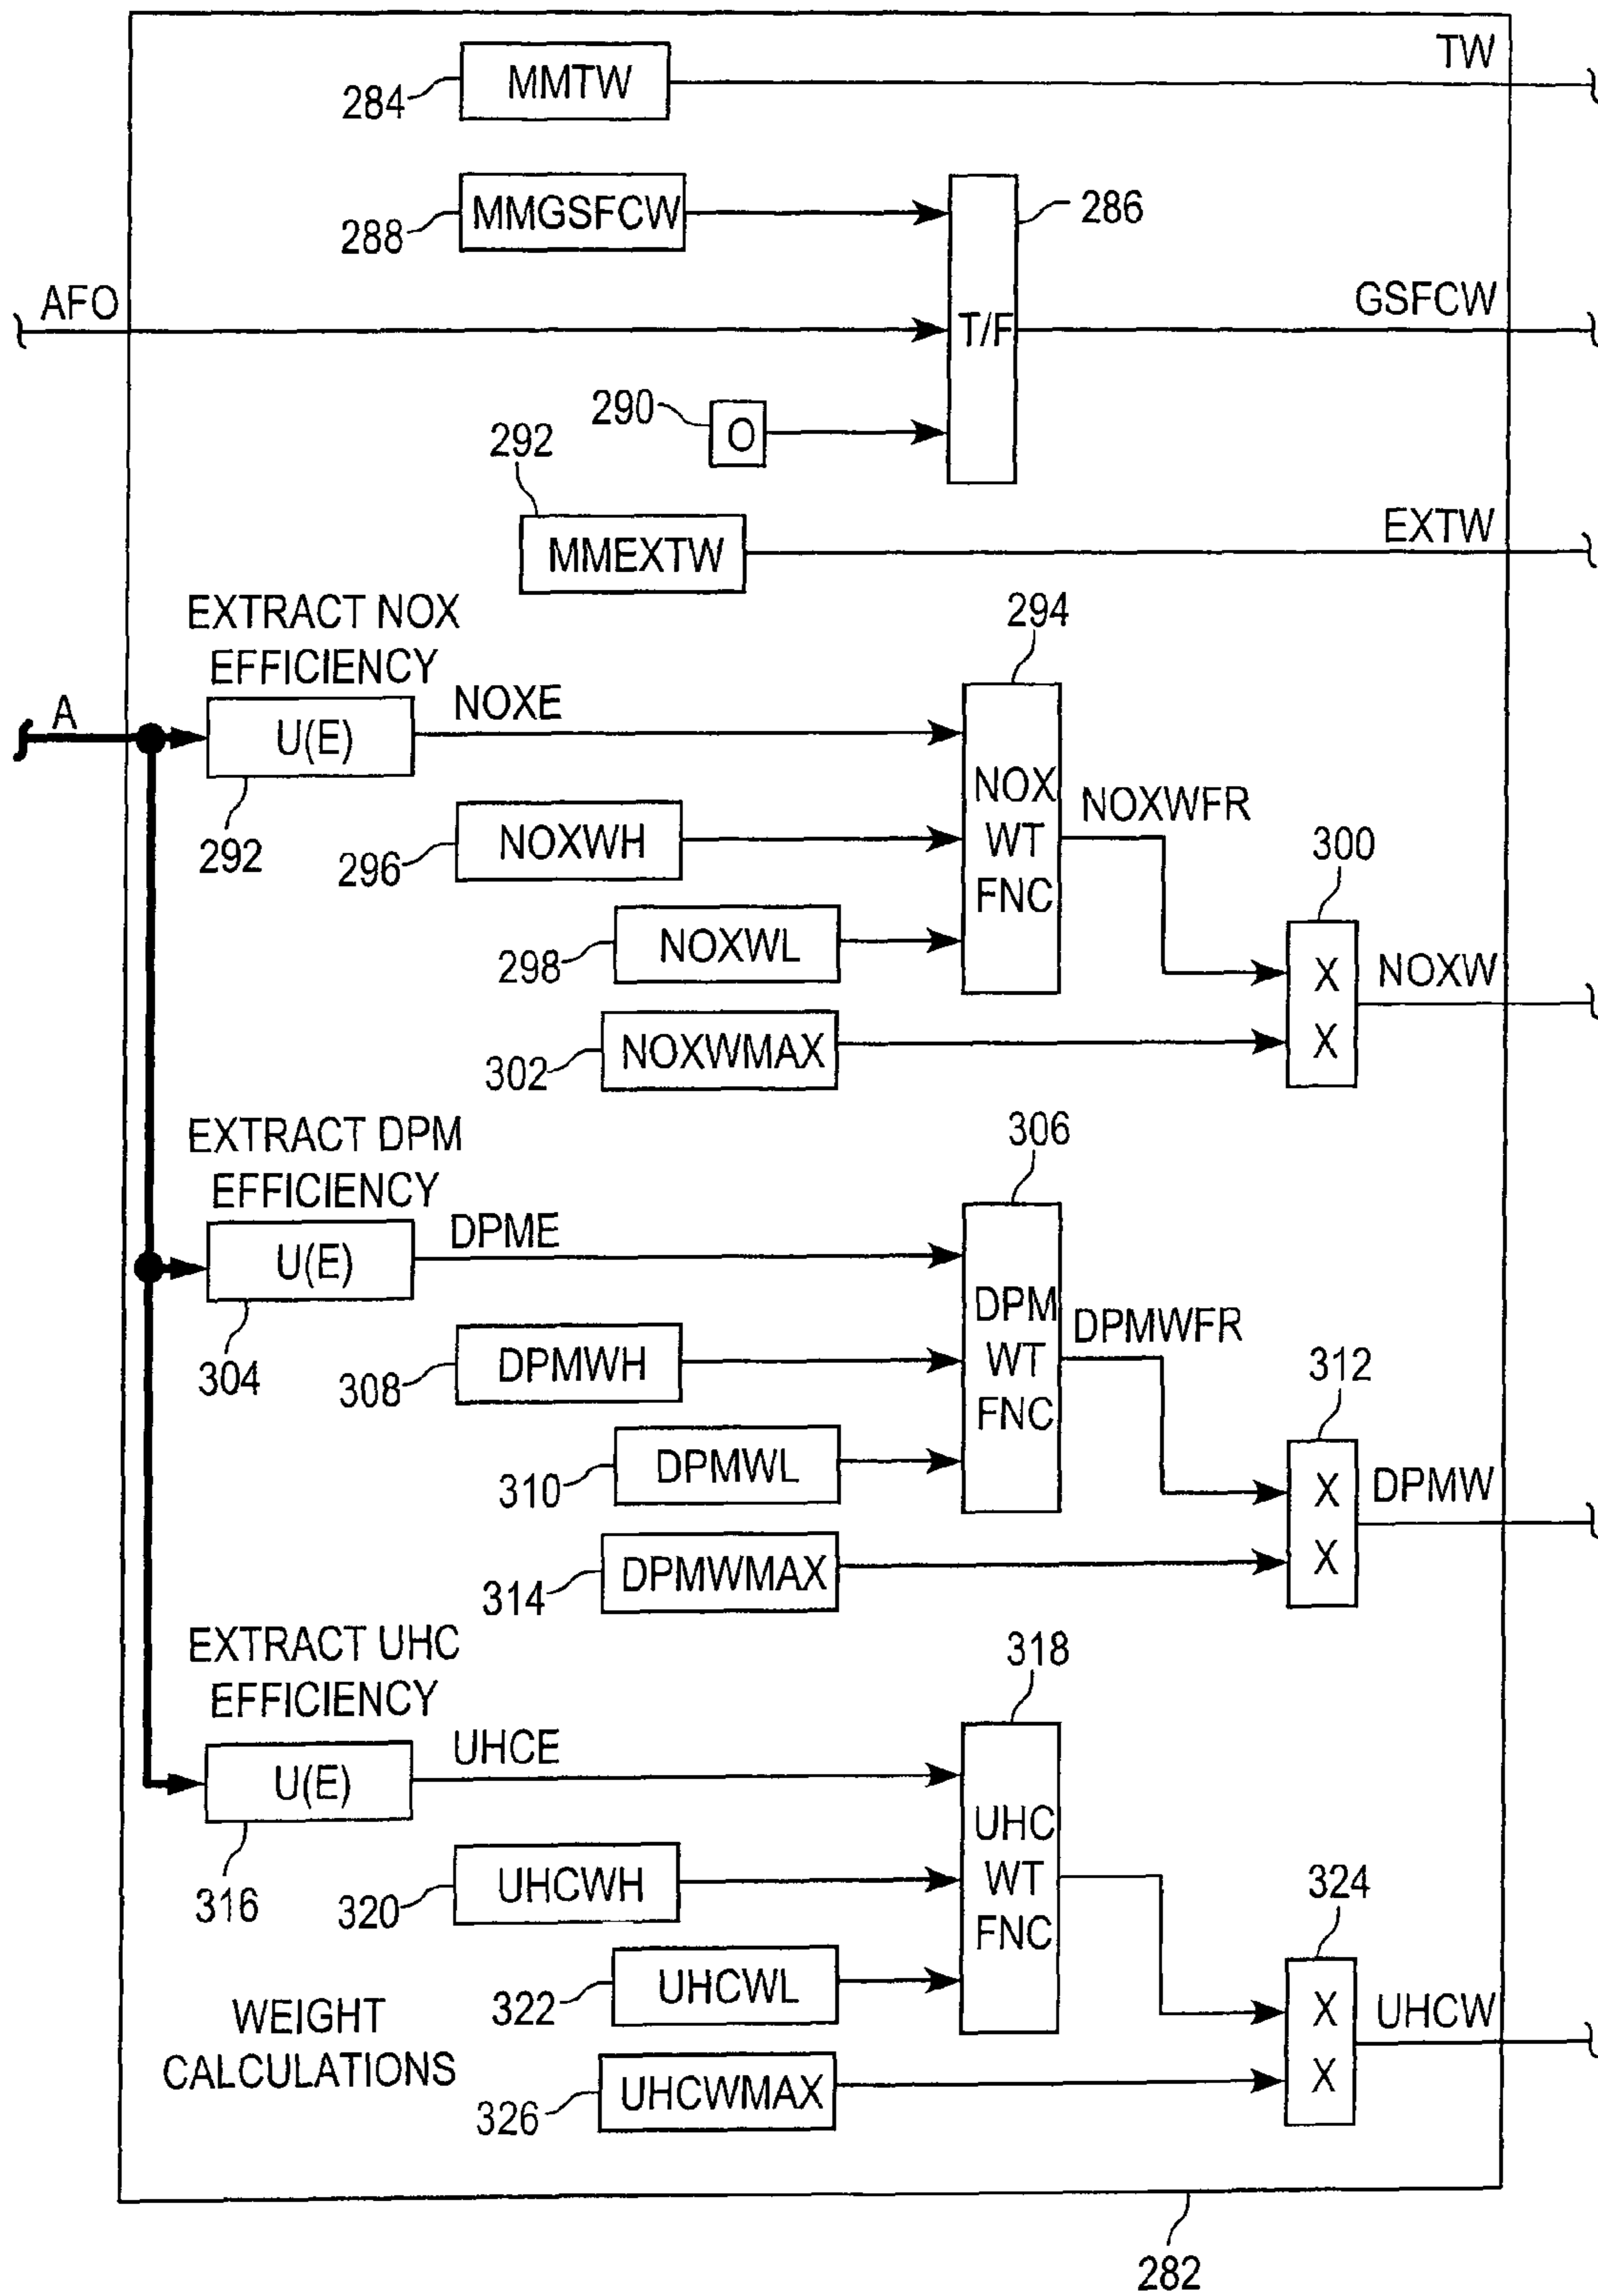 TW
MMTW
284
MMGSFCW
288
286
AFO
T/F
GSFCW
290
O
292
MMEXTW
EXTW
EXTRACT NOX
EFFICIENCY
294
A
U(E)
NOXE
292
NOX
WT
FNC
NOXWFR
NOXWH
296
300
NOXWL
298
X
X
NOXW
NOXWMAX
302
EXTRACT DPM
EFFICIENCY
306
U(E)
DPME
304
DPM
WT
FNC
DPMWFR
DPMWH
308
312
DPMWL
310
X
X
DPMW
DPMWMAX
314
EXTRACT UHC
EFFICIENCY
318
U(E)
UHCE
316
UHC
WT
FNC
UHCWH
320
324
UHCWL
322
X
X
UHCW
WEIGHT
CALCULATIONS
UHCWMAX
326
282